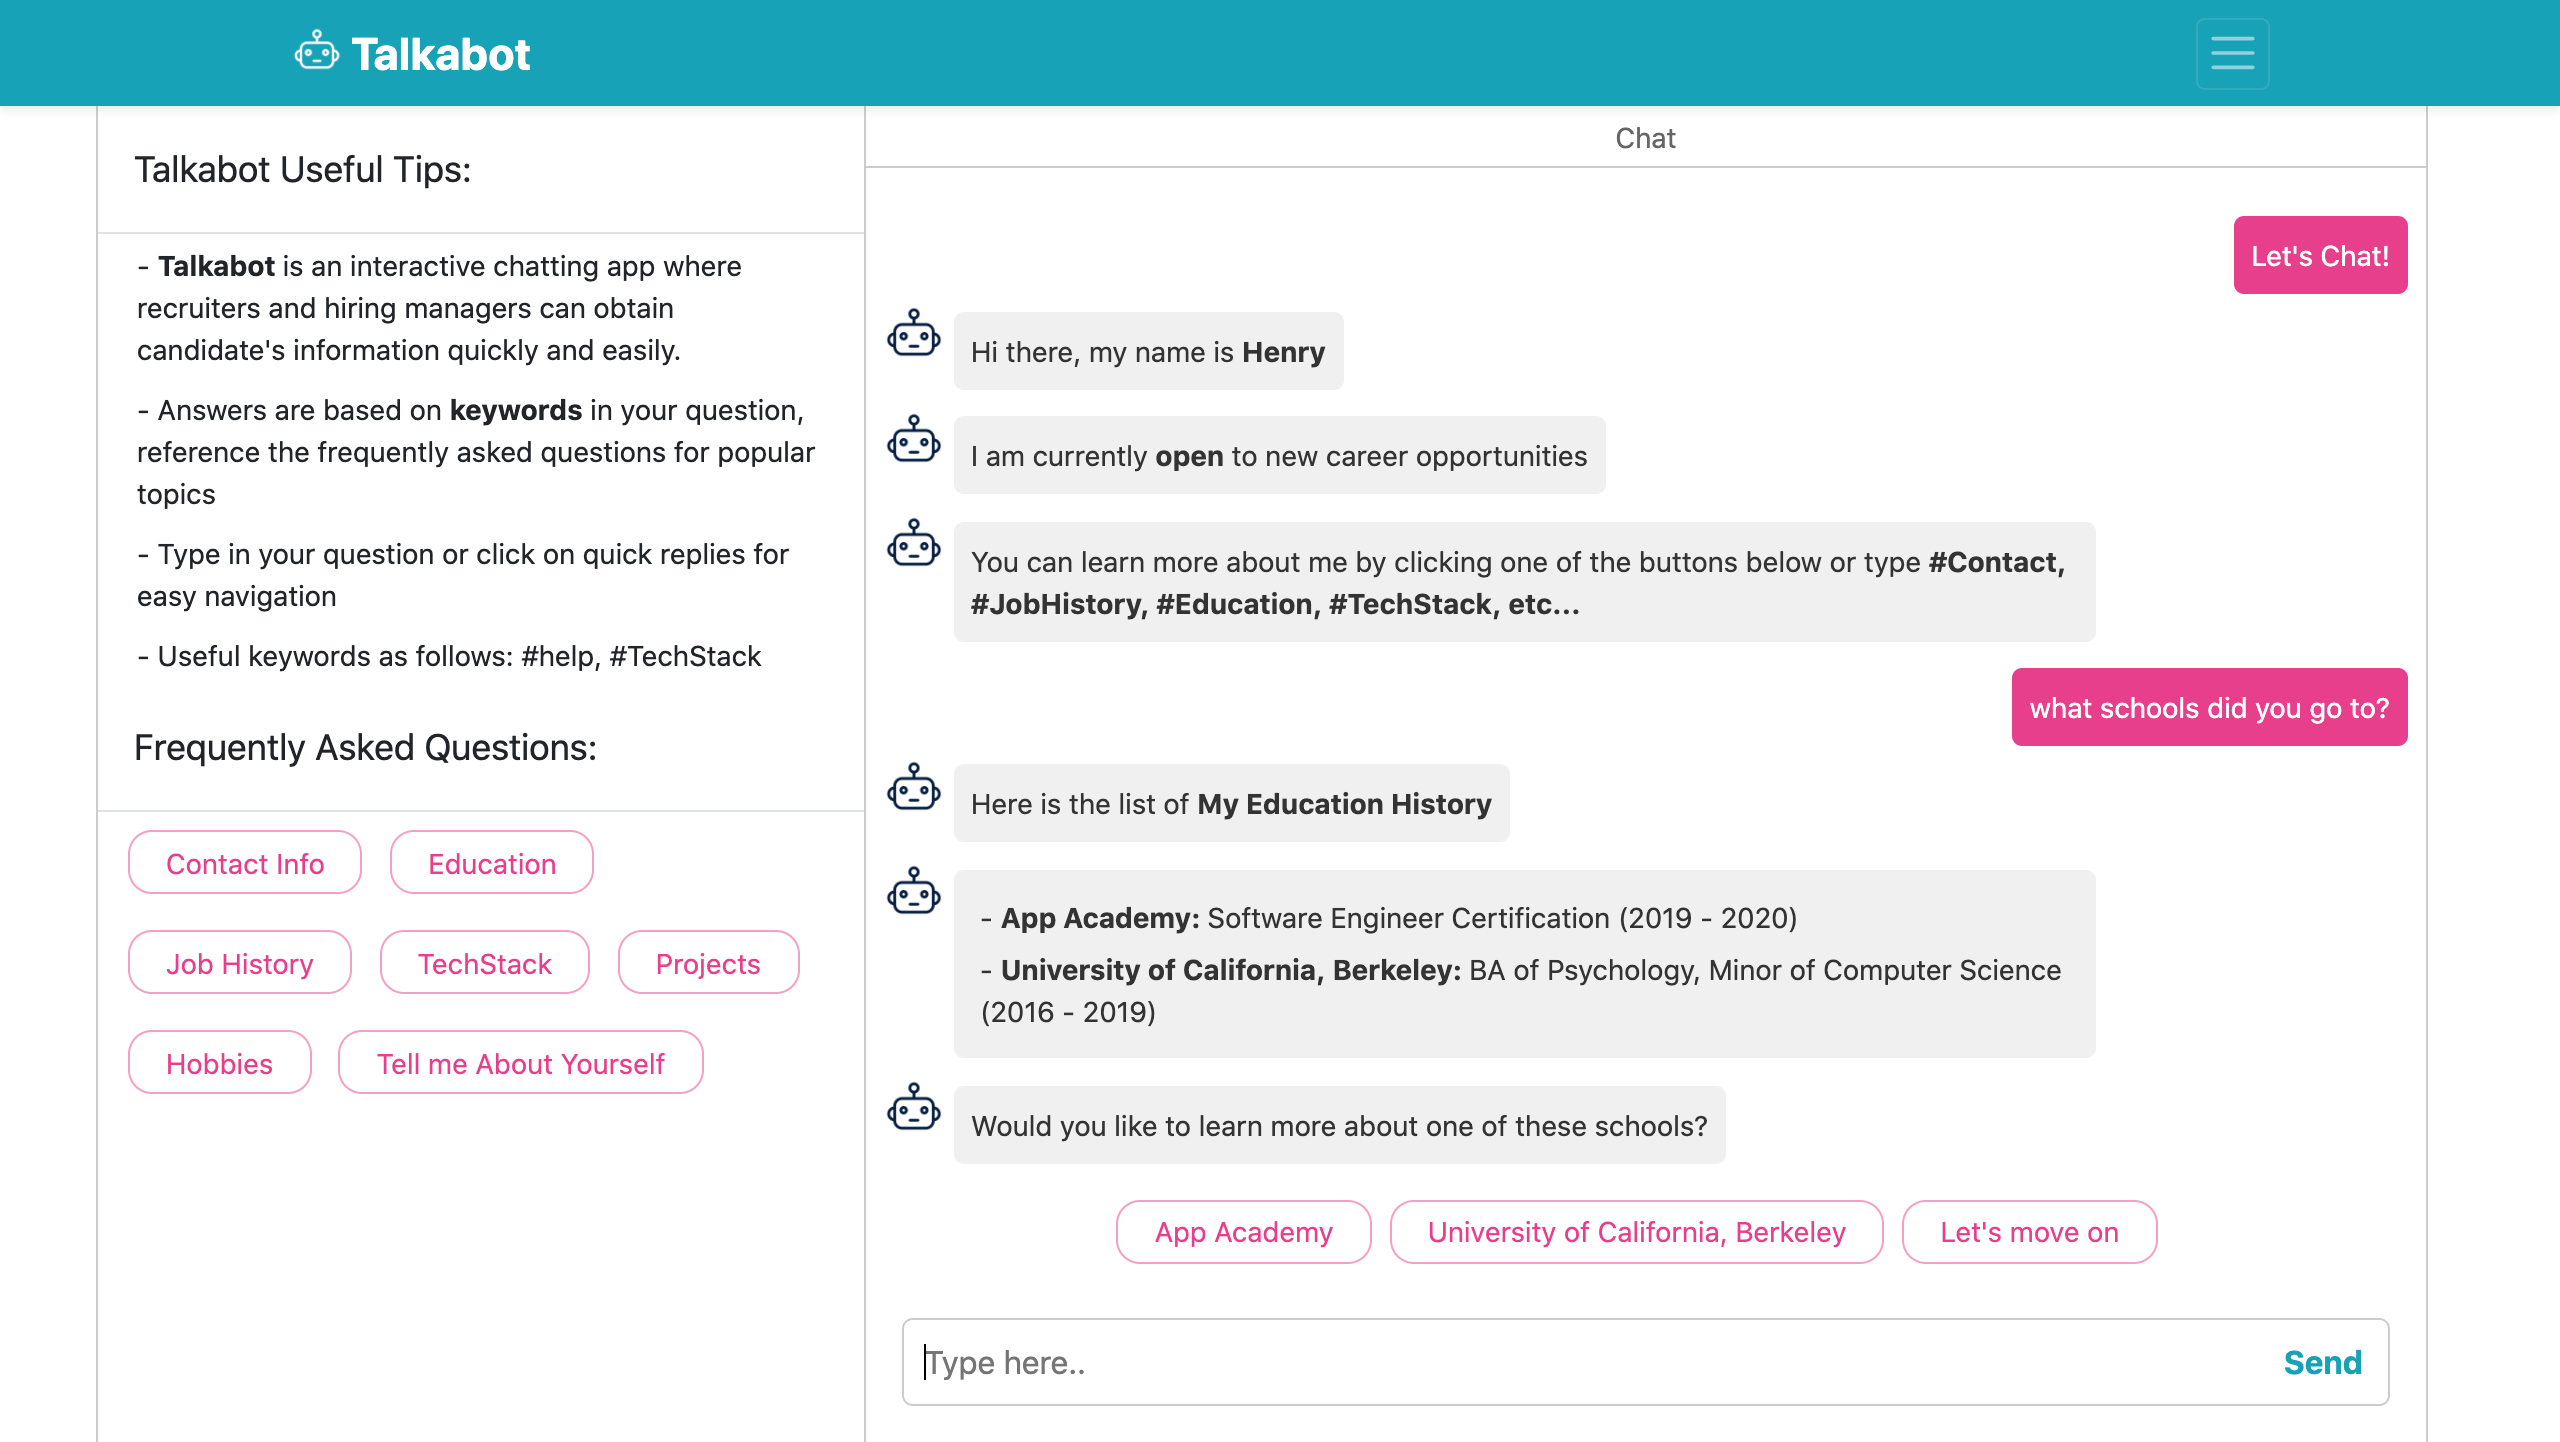 Talkabot
Talkabot Useful Tips:
- Talkabot is an interactive chatting app where
recruiters and hiring managers can obtain
candidate's information quickly and easily.
- Answers are based on keywords in your question,
reference the frequently asked questions for popular
topics
- Type in your question or click on quick replies for
easy navigation
- Useful keywords as follows: #help, #TechStack
Frequently Asked Questions:
Contact Info
Education
Job History
TechStack
Projects
Hobbies
Tell me About Yourself
Chat
Let's Chat!
Hi there, my name is Henry
I am currently open to new career opportunities
You can learn more about me by clicking one of the buttons below or type #Contact,
#JobHistory, #Education, #TechStack, etc...
what schools did you go to?
Here is the list of My Education History
- App Academy: Software Engineer Certification (2019 - 2020)
- University of California, Berkeley: BA of Psychology, Minor of Computer Science
(2016 - 2019)
Would you like to learn more about one of these schools?
App Academy
University of California, Berkeley
Let's move on
Type here..
Send